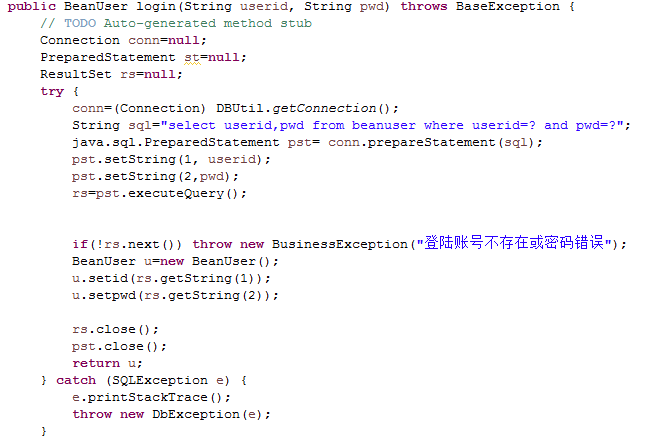 public BeanUser login(String userid, String pwd) throws BaseException {
// TODO Auto-generated method stub
Connection conn=null;
PreparedStatement st=null;
ResultSet rs=null;
try {
conn=(Connection) DBUtil.getConnection();
String sql="select userid,pwd from beanuser where userid=? and pwd=?";
java.sql.PreparedStatement pst= conn.prepareStatement(sql);
pst.setString(1, userid);
pst.setString(2,pwd);
rs=pst.executeQuery();
if(!rs.next()) throw new BusinessException("登陆账号不存在或密码错误");
BeanUser u=new BeanUser();
u.setid(rs.getString(1));
u.setpwd(rs.getString(2));
rs.close();
pst.close();
return u;
} catch (SQLException e) {
e.printStackTrace();
throw new DbException(e);
}